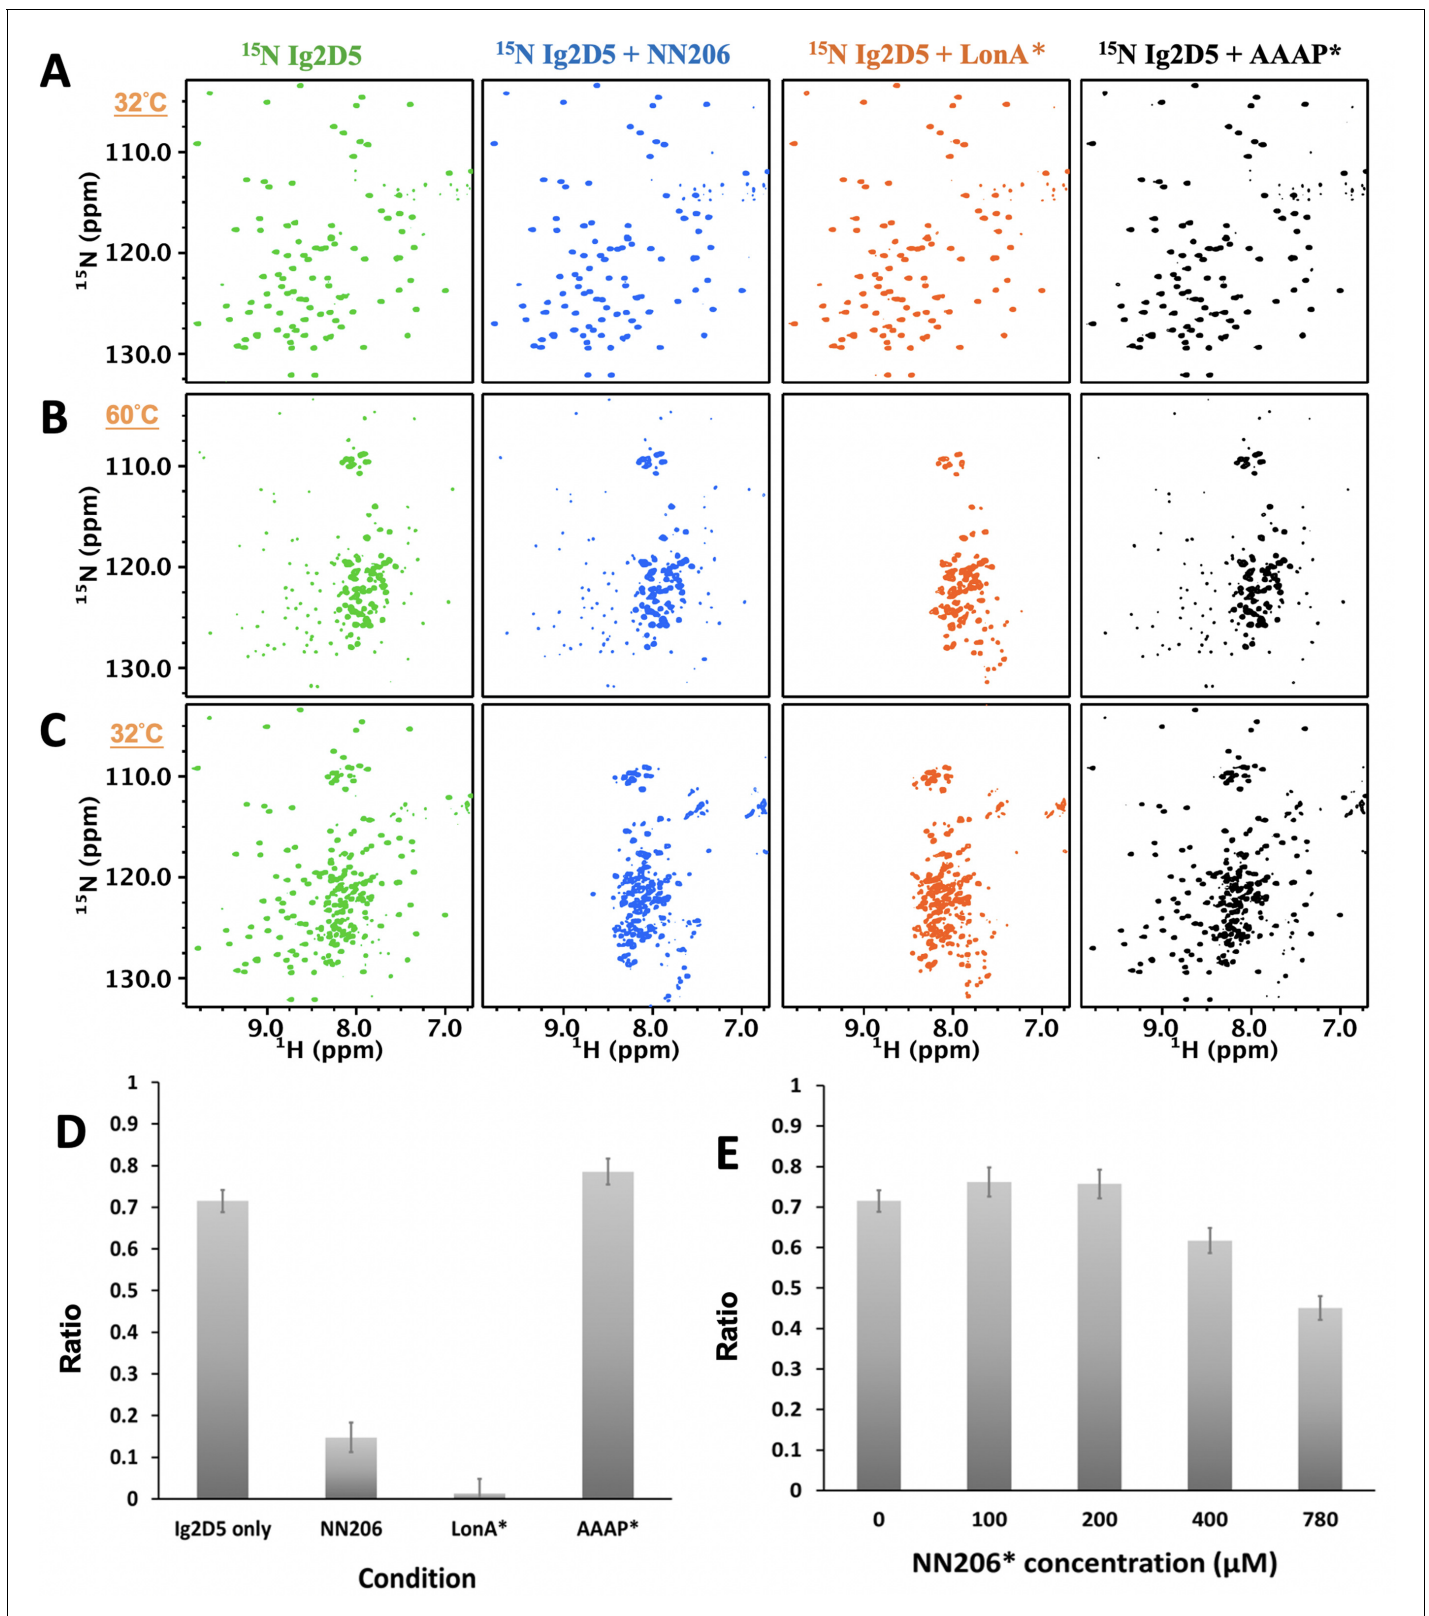 A
¹⁵N Ig2D5
¹⁵N Ig2D5 + NN206
¹⁵N Ig2D5 + LonA*
¹⁵N Ig2D5 + AAAP*
32°C
110.0
120.0
130.0
¹⁵N (ppm)
B
60°C
110.0
120.0
130.0
¹⁵N (ppm)
C
32°C
110.0
120.0
130.0
¹⁵N (ppm)
9.0 8.0 7.0
¹H (ppm)
9.0 8.0 7.0
¹H (ppm)
9.0 8.0 7.0
¹H (ppm)
9.0 8.0 7.0
¹H (ppm)
D
1
0.9
0.8
0.7
0.6
0.5
0.4
0.3
0.2
0.1
0
Ratio
Ig2D5 only NN206 LonA* AAAP*
Condition
E
1
0.9
0.8
0.7
0.6
0.5
0.4
0.3
0.2
0.1
0
Ratio
0 100 200 400 780
NN206* concentration (μM)